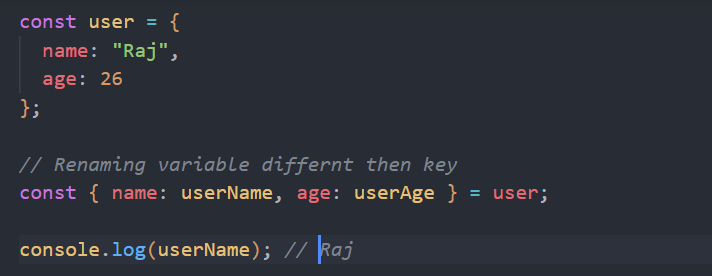 const user = {
  name: "Raj",
  age: 26
};
// Renaming variable differnt then key
const { name: userName, age: userAge } = user;
console.log(userName); // Raj